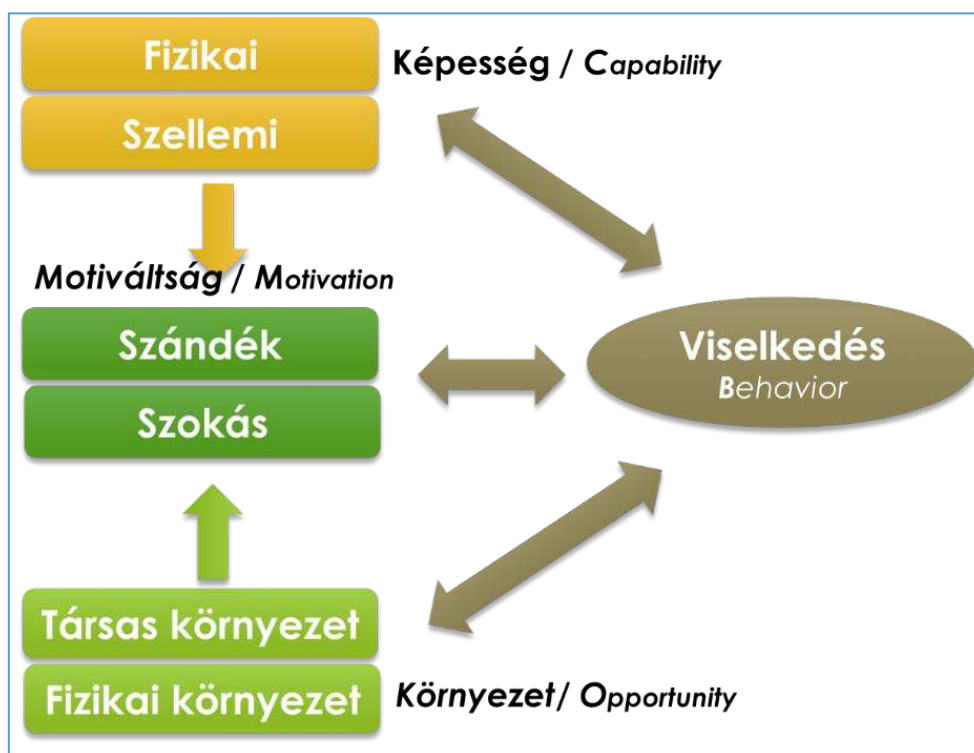 Fizikai
Képesség / Capability
Szellemi
Motiváltság / Motivation
Szándék
Szokás
Viselkedés
Behavior
Társas környezet
Fizikai környezet
Környezet/ Opportunity